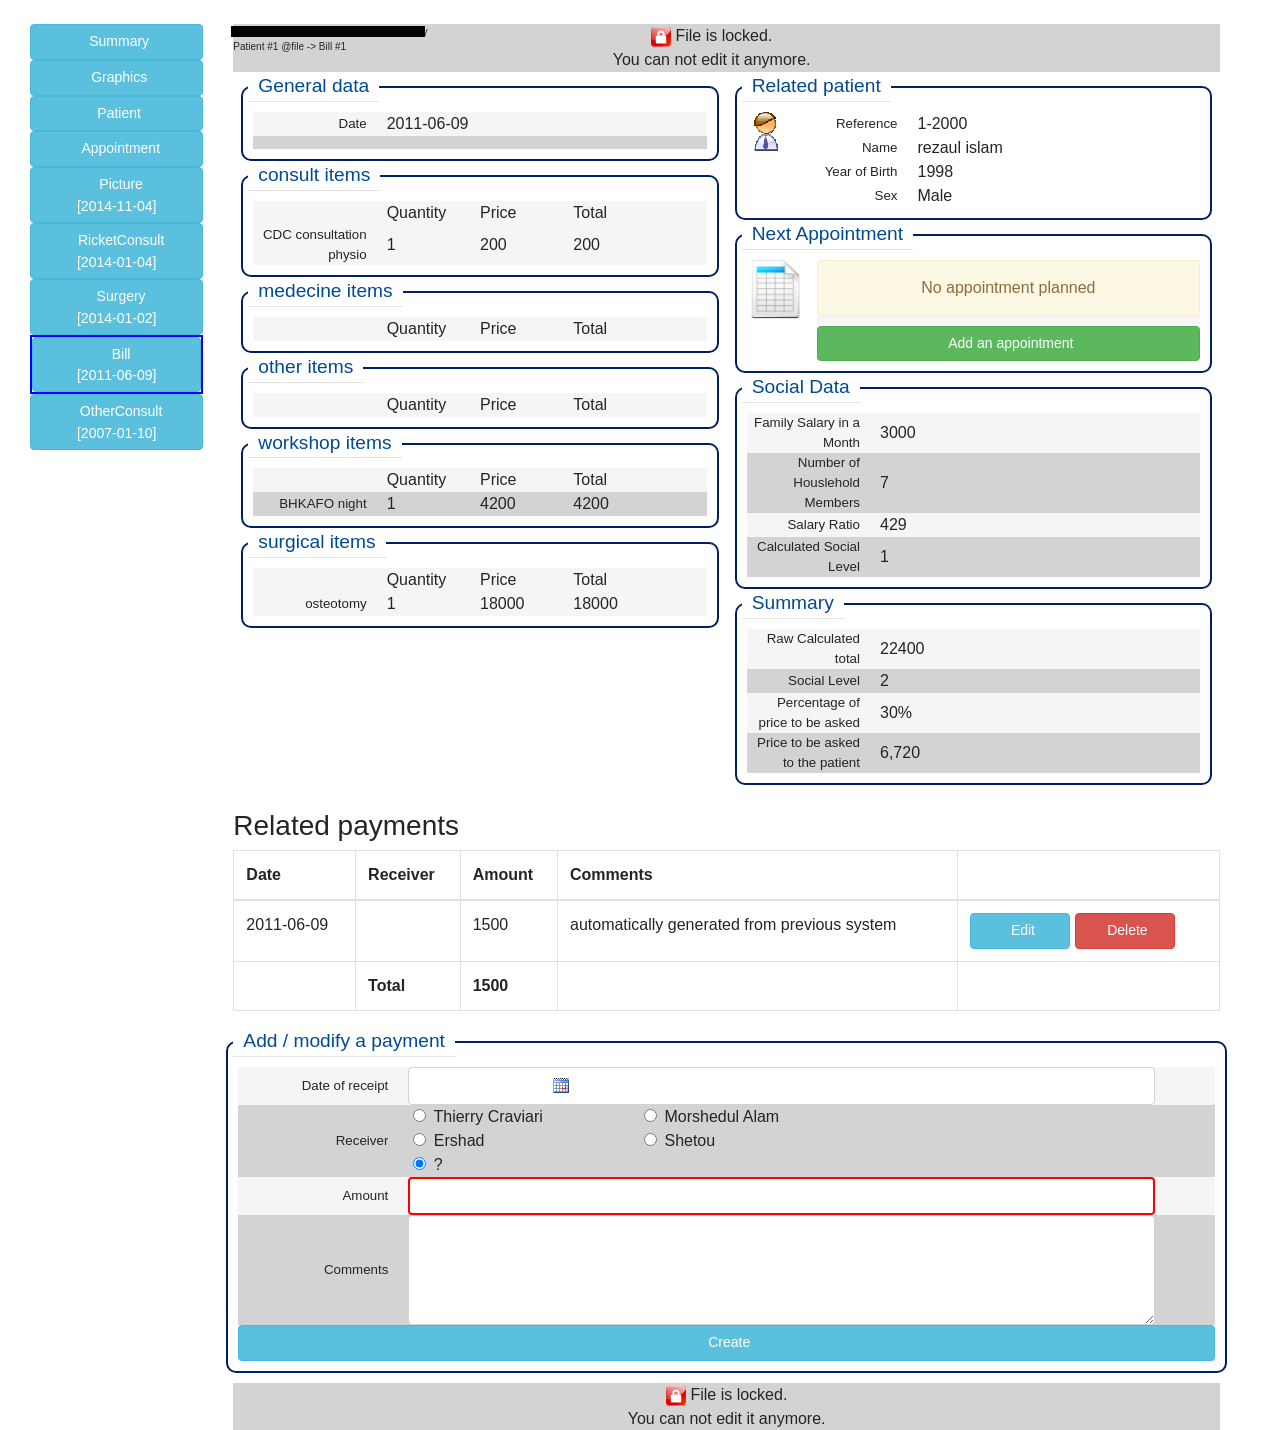 Summary
Graphics
Patient
Appointment
Picture
[2014-11-04]
RicketConsult
[2014-01-04]
Surgery
[2014-01-02]
Bill
[2011-06-09]
OtherConsult
[2007-01-10]
Patient #1 @file -> Bill #1
File is locked.
You can not edit it anymore.
General data
Date 2011-06-09
consult items
Quantity Price Total
CDC consultation
physio 1 200 200
medecine items
Quantity Price Total
other items
Quantity Price Total
workshop items
Quantity Price Total
BHKAFO night 1 4200 4200
surgical items
Quantity Price Total
osteotomy 1 18000 18000
Related patient
Reference 1-2000
Name rezaul islam
Year of Birth 1998
Sex Male
Next Appointment
No appointment planned
Add an appointment
Social Data
Family Salary in a
Month 3000
Number of
Houslehold
Members 7
Salary Ratio 429
Calculated Social
Level 1
Summary
Raw Calculated
total 22400
Social Level 2
Percentage of
price to be asked 30%
Price to be asked
to the patient 6,720
Related payments
Date Receiver Amount Comments
2011-06-09 1500 automatically generated from previous system Edit Delete
Total 1500
Add / modify a payment
Date of receipt
Receiver
Thierry Craviari Morshedul Alam
Ershad Shetou
?
Amount
Comments
Create
File is locked.
You can not edit it anymore.